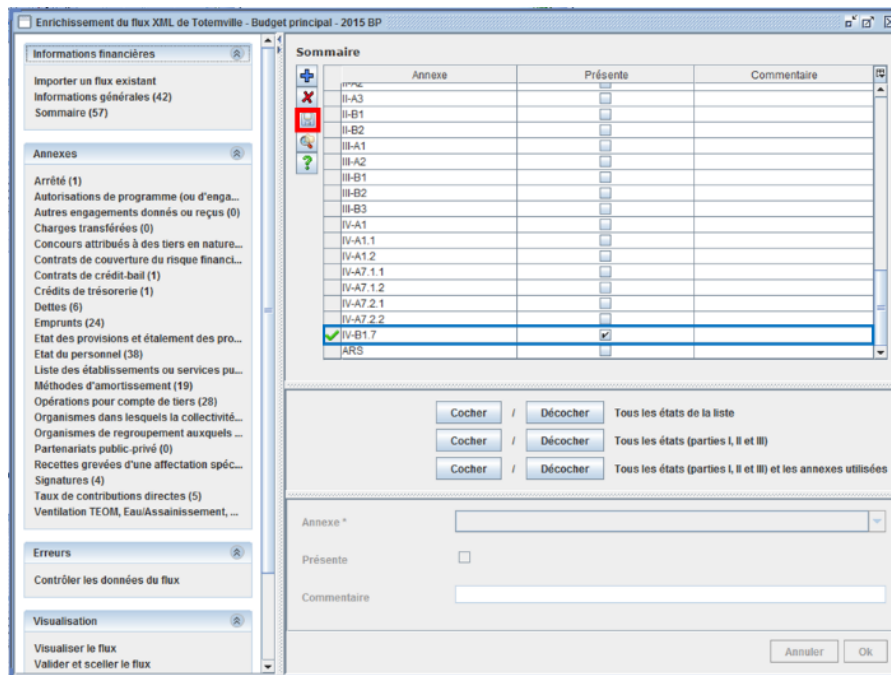 Enrichissement du flux XML de Totemville - Budget principal - 2015 BP
Informations financières
Importer un flux existant
Informations générales (42)
Sommaire (57)
Annexes
Arrêté (1)
Autorisations de programme (ou d'enga...
Autres engagements donnés ou reçus (0)
Charges transférées (0)
Concours attribués à des tiers en nature...
Contrats de couverture du risque financi...
Contrats de crédit-bail (1)
Crédits de trésorerie (1)
Dettes (6)
Emprunts (24)
Etat des provisions et étalement des pro...
Etat du personnel (38)
Liste des établissements ou services pu...
Méthodes d'amortissement (19)
Opérations pour compte de tiers (28)
Organismes dans lesquels la collectivité...
Organismes de regroupement auxquels ...
Partenariats public-privé (0)
Recettes grevées d'une affectation spéc...
Signatures (4)
Taux de contributions directes (5)
Ventilation TEOM, Eau/Assainissement, ...
Erreurs
Contrôler les données du flux
Visualisation
Visualiser le flux
Valider et sceller le flux
Sommaire
Annexe Présente Commentaire
II-A2
II-A3
II-B1
II-B2
III-A1
III-A2
III-B1
III-B2
III-B3
IV-A1
IV-A1.1
IV-A1.2
IV-A7.1.1
IV-A7.1.2
IV-A7.2.1
IV-A7.2.2
IV-B1.7
ARS
Cocher / Décocher Tous les états de la liste
Cocher / Décocher Tous les états (parties I, II et III)
Cocher / Décocher Tous les états (parties I, II et III) et les annexes utilisées
Annexe *
Présente
Commentaire
Annuler Ok